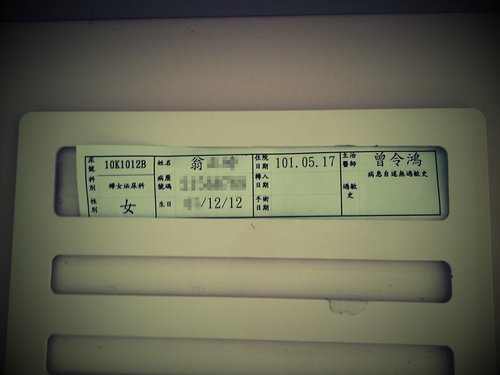 床號 10K1012B 姓名 翁 住院日期 101.05.17 主治醫師 曾令鴻
科別 婦女泌尿科 病歷號碼 轉入日期 過敏史 病患自述無過敏史
性別 女 生日 /12/12 手術日期